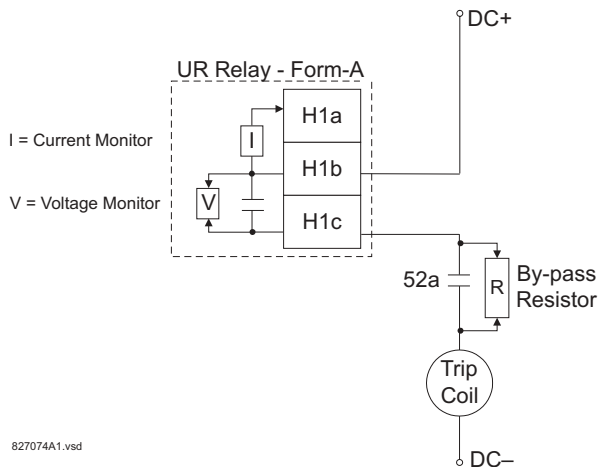 DC+
UR Relay - Form-A
H1a
I = Current Monitor
I
H1b
V = Voltage Monitor
V
H1c
52a
R
By-pass
Resistor
Trip
Coil
827074A1.vsd
DC–